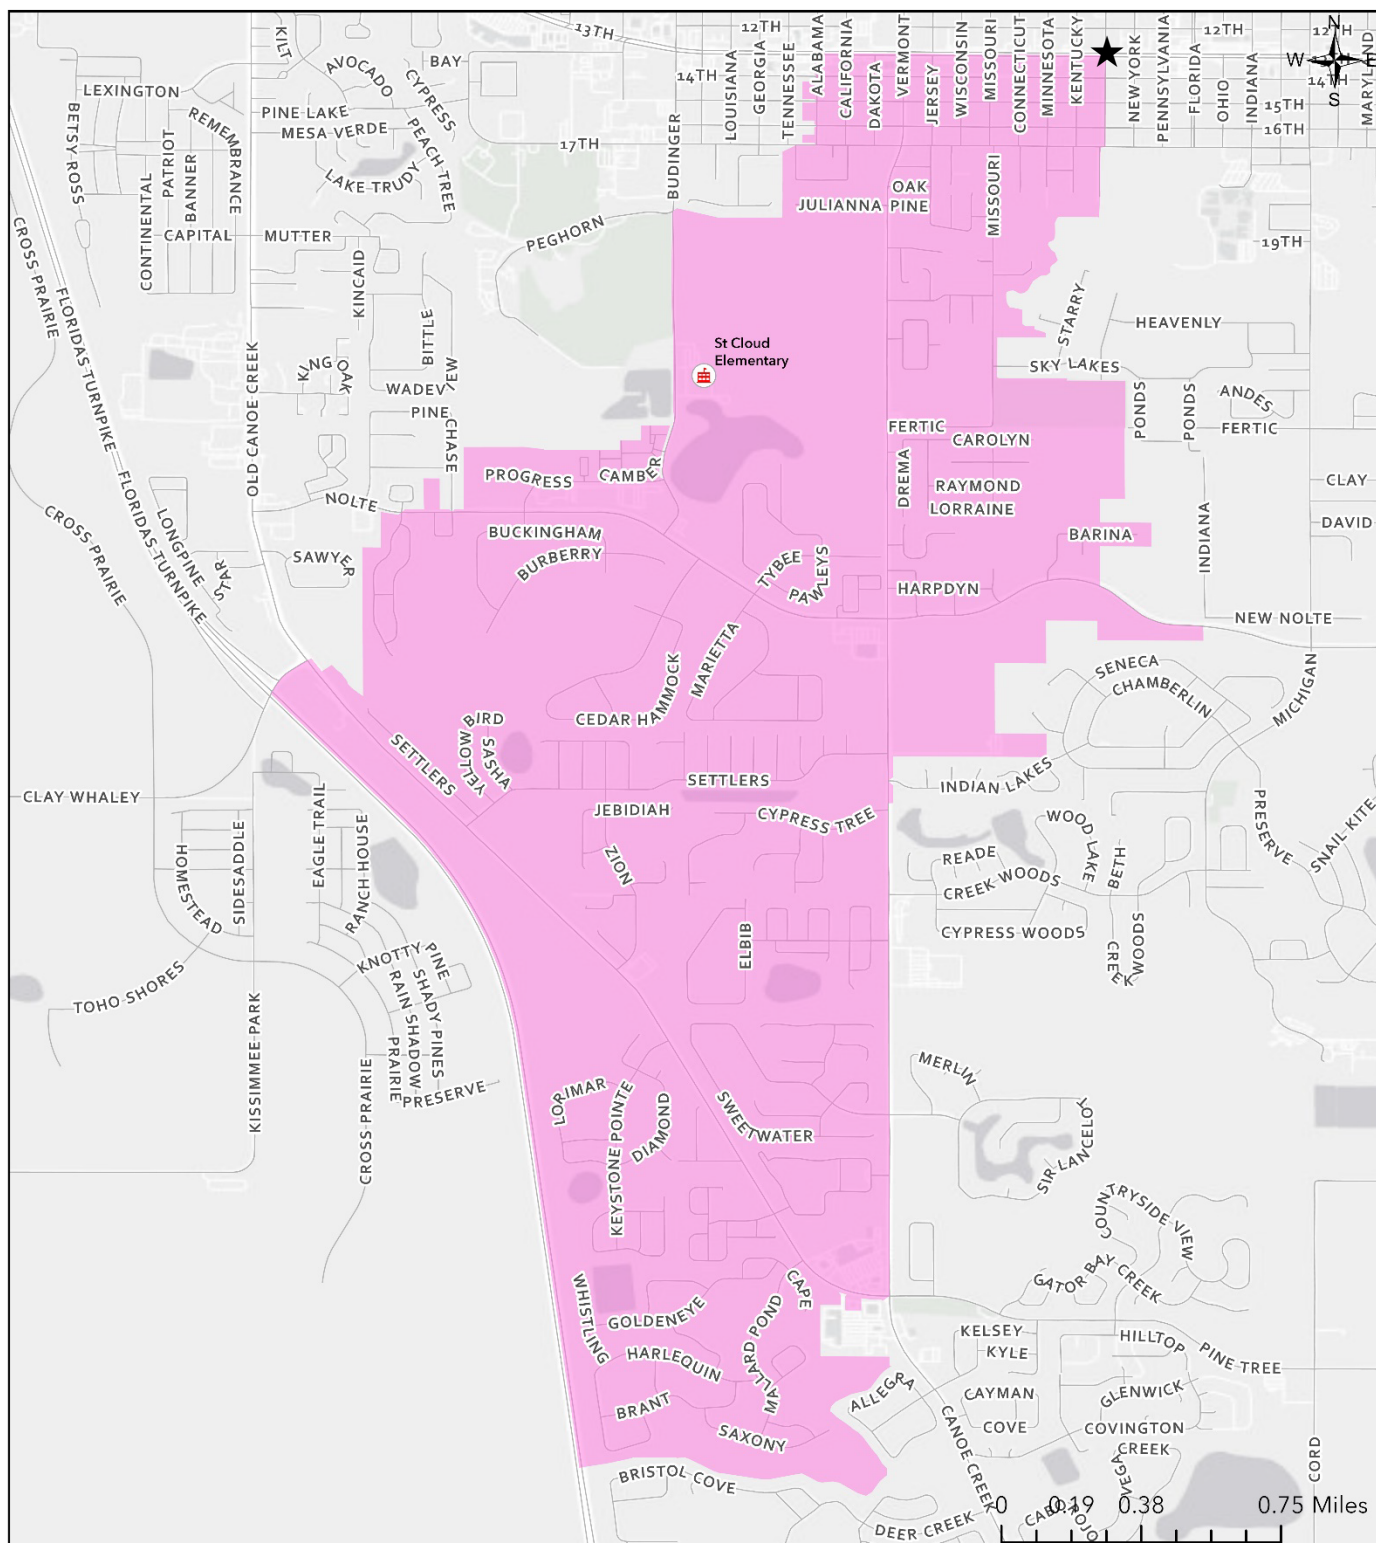 13TH
12TH
12TH
12TH
N
W
E
S
KILT
AVOCADO
BAY
CYPRESS
14TH
LOUISIANA
GEORGIA
TENNESSEE
ALABAMA
CALIFORNIA
DAKOTA
VERMONT
JERSEY
WISCONSIN
MISSOURI
CONNECTICUT
MINNESOTA
KENTUCKY
NEW YORK
PENNSYLVANIA
FLORIDA
OHIO
INDIANA
14TH
MARYLAND
15TH
16TH
LEXINGTON
BETSY ROSS
REMEMBRANCE
PINE LAKE
MESA VERDE
PEACH TREE
LAKE TRUDY
17TH
BUDINGER
CONTINENTAL
PATRIOT
BANNER
CAPITAL
MUTTER
PEGHORN
OAK
JULIANNA
PINE
MISSOURI
19TH
CROSS PRAIRIE
FLORIDAS TURNPIKE
KINCAID
BITTLE
STARRY
HEAVENLY
St Cloud
Elementary
OLD CANOE CREEK
KING OAK
WADEVIEW
PINE CHASE
SKY LAKES
PONDS
PONDS
ANDES
FERTIC
FERTIC
CAROLYN
DREMA
RAYMOND
LORRAINE
CLAY
DAVID
PROGRESS
CAMBER
NOLTE
FLORIDAS TURNPIKE
CROSS PRAIRIE
LONGPINE
STAR
SAWYER
BUCKINGHAM
BURBERRY
TYBEE
PAWLEYS
BARINA
INDIANA
HARPDYN
NEW NOLTE
MARIETTA
CEDAR HAMMOCK
SENECA
CHAMBERLIN
MICHIGAN
BIRD
YELLOW
SASHA
SETTLERS
SETTLERS
INDIAN LAKES
CLAY WHALEY
JEBIDIAH
CYPRESS TREE
ZION
EAGLE TRAIL
RANCH HOUSE
SIDESADDLE
HOMESTEAD
READE
CREEK WOODS
WOOD LAKE
BETH
PRESERVE
SNAIL KITE
CYPRESS WOODS
CREEK
WOODS
ELBIB
KNOTTY PINE
SHADY PINES
RAIN SHADOW
PRAIRIE
PRESERVE
TOHO SHORES
KISSIMMEE PARK
CROSS PRAIRIE
MERLIN
LORIMAR
KEYSTONE POINTE
DIAMOND
SWEETWATER
SIR LANCELOT
COUNTRYSIDE VIEW
GATOR BAY CREEK
WHISTLING
GOLDENEYE
CAPE
MALLARD POND
HARLEQUIN
BRANT
SAXONY
KELSEY
KYLE
HILLTOP
PINE TREE
ALLEGRA
CAYMAN
COVE
GLENWICK
COVINGTON
CREEK
CANOE CREEK
BRISTOL COVE
DEER CREEK
CABO ROJO
VEGA
CORD
0 0.19 0.38 0.75 Miles